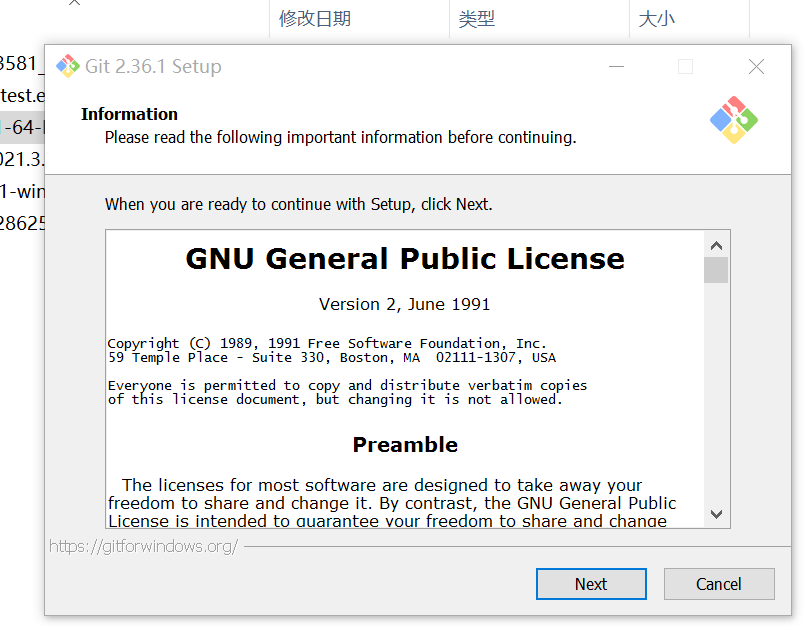 修改日期 类型 大小
3581_
test.e
-64-
021.3.
1-win
28625
Git 2.36.1 Setup
Information
Please read the following important information before continuing.
When you are ready to continue with Setup, click Next.
GNU General Public License
Version 2, June 1991
Copyright (C) 1989, 1991 Free Software Foundation, Inc.
59 Temple Place - Suite 330, Boston, MA  02111-1307, USA
Everyone is permitted to copy and distribute verbatim copies
of this license document, but changing it is not allowed.
Preamble
The licenses for most software are designed to take away your
freedom to share and change it. By contrast, the GNU General Public
License is intended to guarantee your freedom to share and change
https://gitforwindows.org/
Next
Cancel